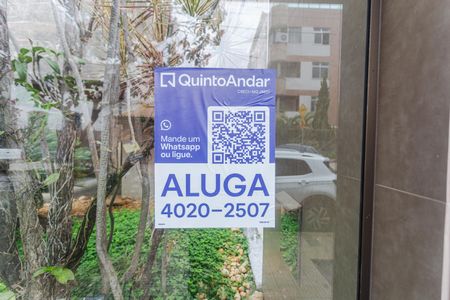 QuintoAndar
Mande um
Whatsapp
ou ligue.
ALUGA
4020-2507